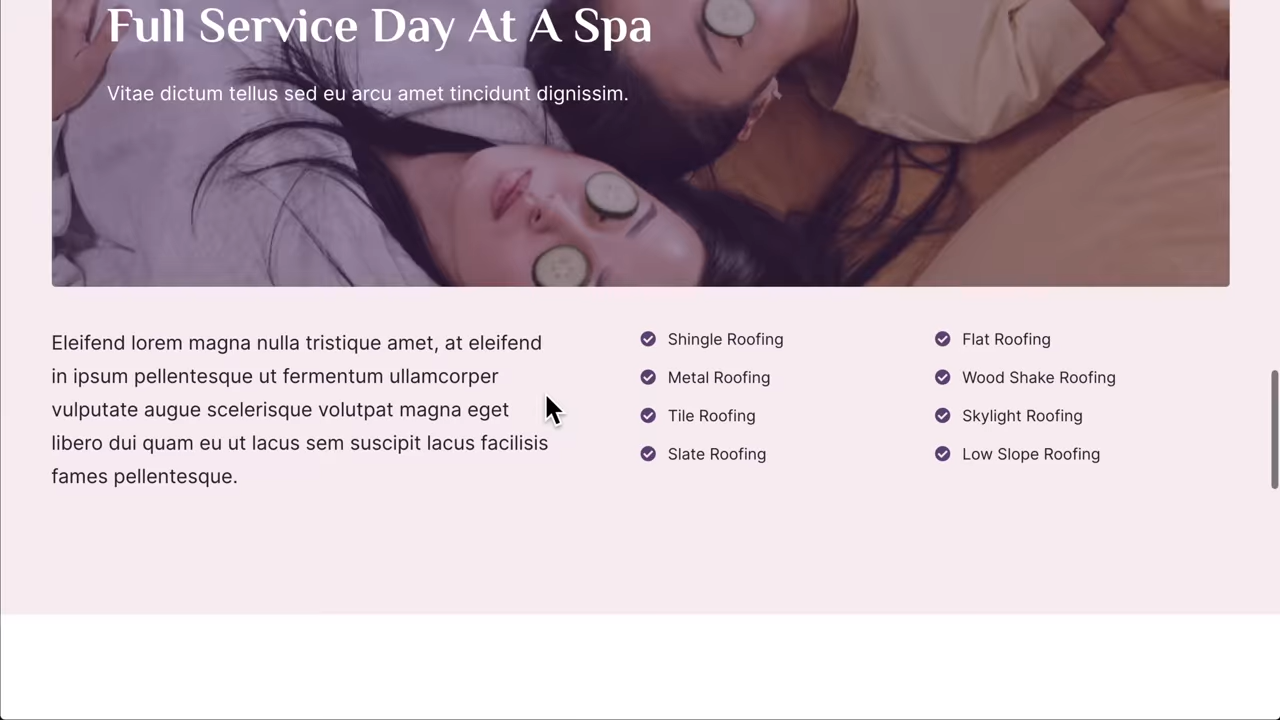 Full Service Day At A Spa
Vitae dictum tellus sed eu arcu amet tincidunt dignissim.
Eleifend lorem magna nulla tristique amet, at eleifend
in ipsum pellentesque ut fermentum ullamcorper
vulputate augue scelerisque volutpat magna eget
libero dui quam eu ut lacus sem suscipit lacus facilisis
fames pellentesque.
Shingle Roofing
Metal Roofing
Tile Roofing
Slate Roofing
Flat Roofing
Wood Shake Roofing
Skylight Roofing
Low Slope Roofing